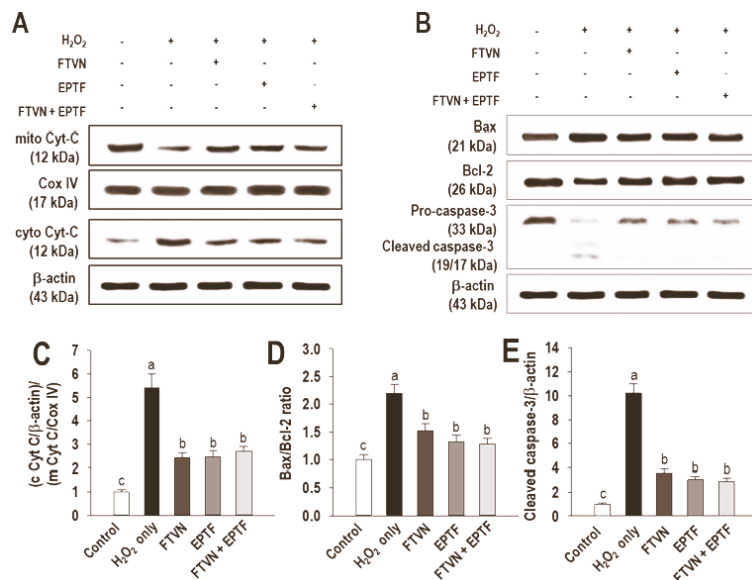 A
H₂O₂ - + + + +
FTVN - - + - -
EPTF - - - + -
FTVN + EPTF - - - - +
mito Cyt-C
(12 kDa)
Cox IV
(17 kDa)
cyto Cyt-C
(12 kDa)
β-actin
(43 kDa)
B
H₂O₂ - + + + +
FTVN - - + - -
EPTF - - - + -
FTVN + EPTF - - - - +
Bax
(21 kDa)
Bcl-2
(26 kDa)
Pro-caspase-3
(33 kDa)
Cleaved caspase-3
(19/17 kDa)
β-actin
(43 kDa)
C
(c Cyt C/β-actin)/
(m Cyt C/Cox IV)
7
6
5
4
3
2
1
0
c
a
b
b
b
Control
H₂O₂ only
FTVN
EPTF
FTVN + EPTF
D
Bax/Bcl-2 ratio
3.0
2.5
2.0
1.5
1.0
0.5
0.0
c
a
b
b
b
Control
H₂O₂ only
FTVN
EPTF
FTVN + EPTF
E
Cleaved caspase-3/β-actin
14
12
10
8
6
4
2
0
c
a
b
b
b
Control
H₂O₂ only
FTVN
EPTF
FTVN + EPTF